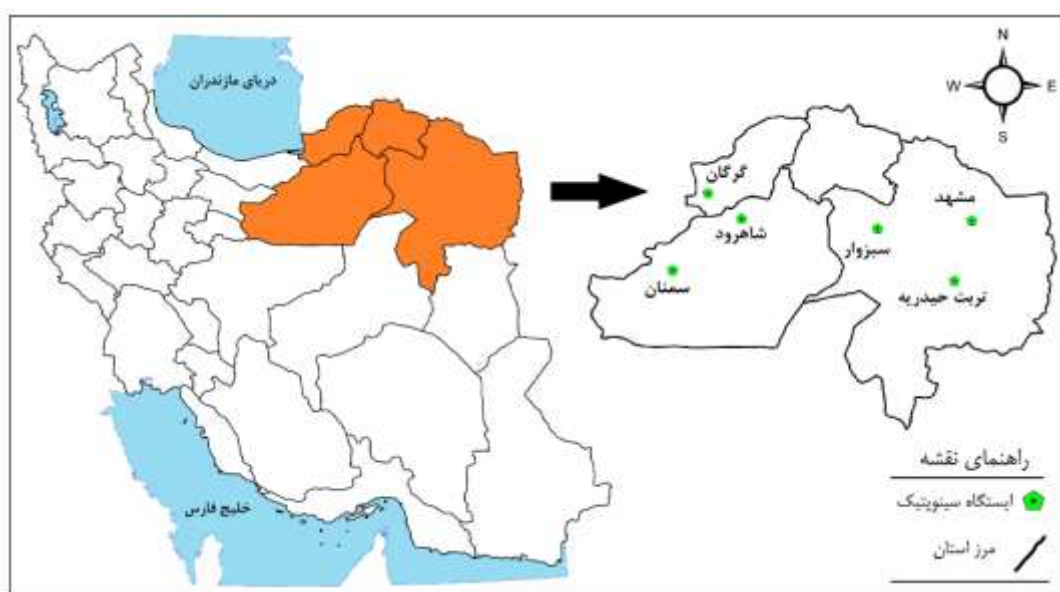 دریای مازندران
خلیج فارس
N
W
E
S
گرگان
شاهرود
سمنان
سبزوار
مشهد
تربت حیدریه
راهنمای نقشه
ایستگاه سینوپتیک
مرز استان